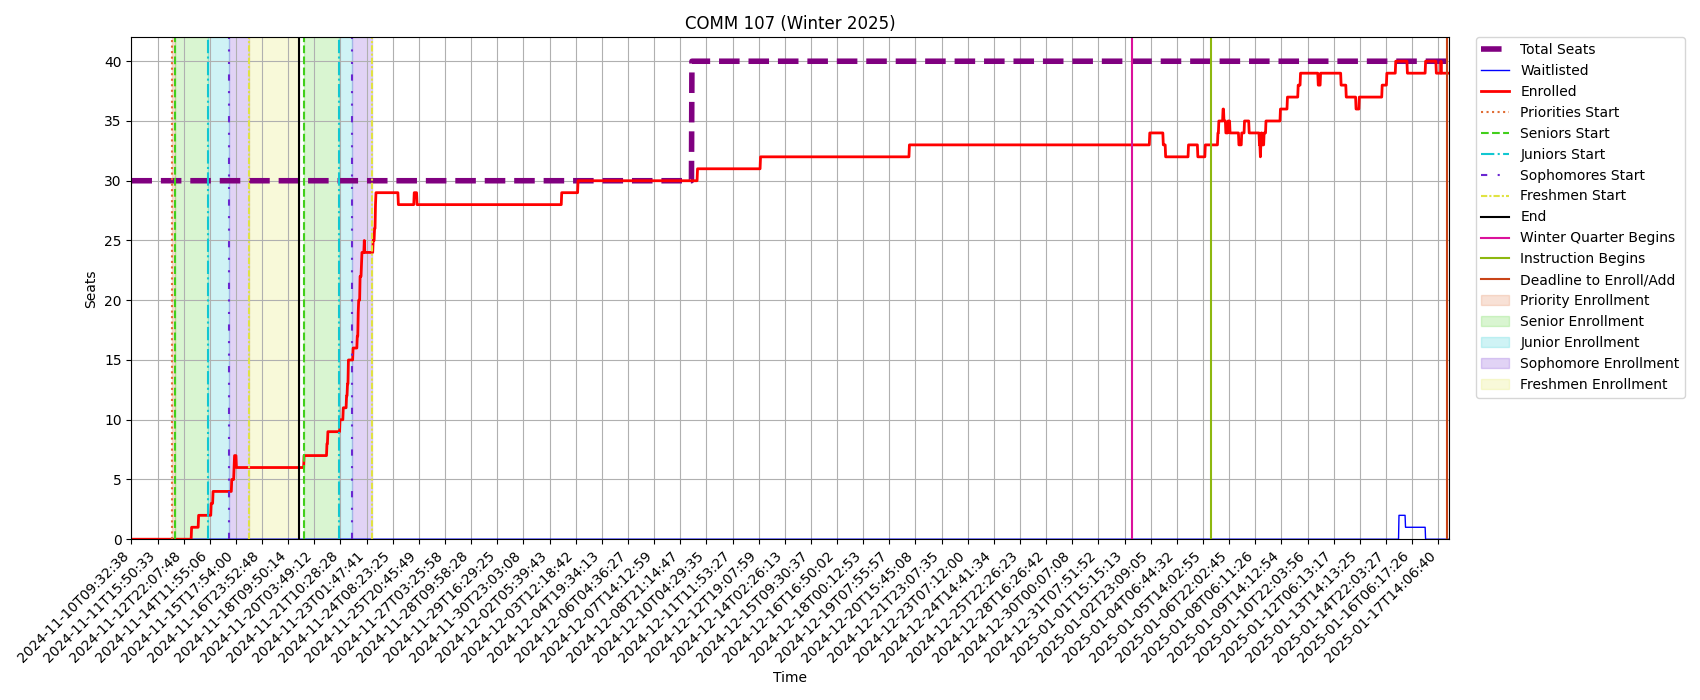 COMM 107 (Winter 2025)
Seats
40
35
30
25
20
15
10
5
0
2024-11-10T09:32:38
2024-11-11T15:50:33
2024-11-12T22:07:48
2024-11-14T11:55:06
2024-11-15T17:54:00
2024-11-16T23:52:48
2024-11-18T09:50:14
2024-11-20T03:49:12
2024-11-21T10:28:28
2024-11-23T01:47:41
2024-11-24T08:23:25
2024-11-25T20:45:49
2024-11-27T03:25:58
2024-11-28T09:58:28
2024-11-29T16:29:25
2024-11-30T23:03:08
2024-12-02T05:39:43
2024-12-03T12:18:42
2024-12-04T19:34:13
2024-12-06T04:36:27
2024-12-07T14:12:59
2024-12-08T21:14:47
2024-12-10T04:29:35
2024-12-11T11:53:27
2024-12-12T19:07:59
2024-12-14T02:26:13
2024-12-15T09:30:37
2024-12-16T16:50:02
2024-12-18T00:12:53
2024-12-19T07:55:57
2024-12-20T15:45:08
2024-12-21T23:07:35
2024-12-23T07:12:00
2024-12-24T14:41:34
2024-12-25T22:26:23
2024-12-28T16:26:42
2024-12-30T00:07:08
2024-12-31T07:51:52
2025-01-01T15:15:13
2025-01-02T23:09:05
2025-01-04T06:44:32
2025-01-05T14:02:55
2025-01-06T22:02:45
2025-01-08T06:11:26
2025-01-09T14:12:54
2025-01-10T22:03:56
2025-01-12T06:13:17
2025-01-13T14:13:25
2025-01-14T22:03:27
2025-01-16T06:17:26
2025-01-17T14:06:40
Time
Total Seats
Waitlisted
Enrolled
Priorities Start
Seniors Start
Juniors Start
Sophomores Start
Freshmen Start
End
Winter Quarter Begins
Instruction Begins
Deadline to Enroll/Add
Priority Enrollment
Senior Enrollment
Junior Enrollment
Sophomore Enrollment
Freshmen Enrollment